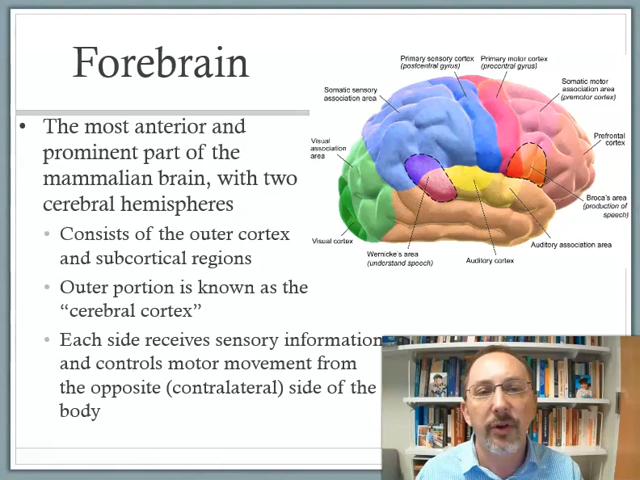 Forebrain
• The most anterior and
prominent part of the
mammalian brain, with two
cerebral hemispheres
• Consists of the outer cortex
and subcortical regions
• Outer portion is known as the
“cerebral cortex”
• Each side receives sensory information
and controls motor movement from
the opposite (contralateral) side of the
body
Primary sensory cortex
(postcentral gyrus)
Primary motor cortex
(precentral gyrus)
Somatic sensory
association area
Somatic motor
association area
(premotor cortex)
Visual
association
area
Prefrontal
cortex
Broca's area
(production of
speech)
Visual cortex
Wernicke's area
(understand speech)
Auditory cortex
Auditory association area